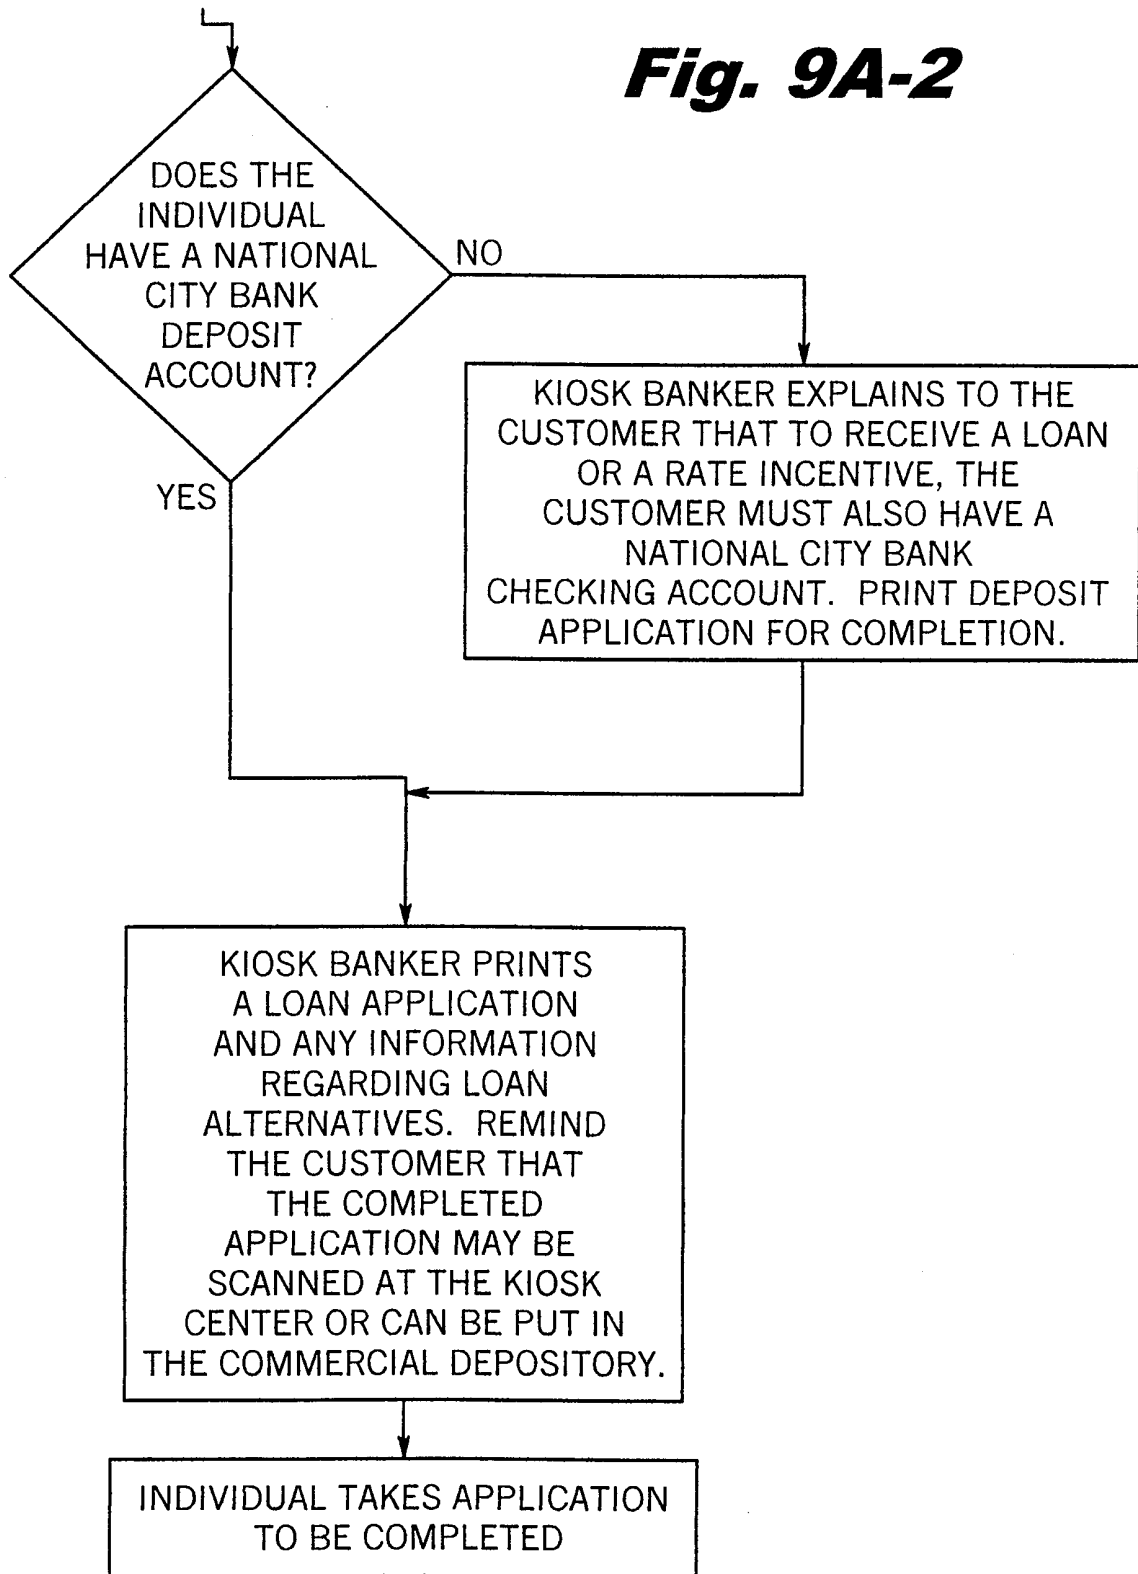 Fig. 9A-2
DOES THE
INDIVIDUAL
HAVE A NATIONAL
CITY BANK
DEPOSIT
ACCOUNT?
NO
YES
KIOSK BANKER EXPLAINS TO THE
CUSTOMER THAT TO RECEIVE A LOAN
OR A RATE INCENTIVE, THE
CUSTOMER MUST ALSO HAVE A
NATIONAL CITY BANK
CHECKING ACCOUNT. PRINT DEPOSIT
APPLICATION FOR COMPLETION.
KIOSK BANKER PRINTS
A LOAN APPLICATION
AND ANY INFORMATION
REGARDING LOAN
ALTERNATIVES. REMIND
THE CUSTOMER THAT
THE COMPLETED
APPLICATION MAY BE
SCANNED AT THE KIOSK
CENTER OR CAN BE PUT IN
THE COMMERCIAL DEPOSITORY.
INDIVIDUAL TAKES APPLICATION
TO BE COMPLETED